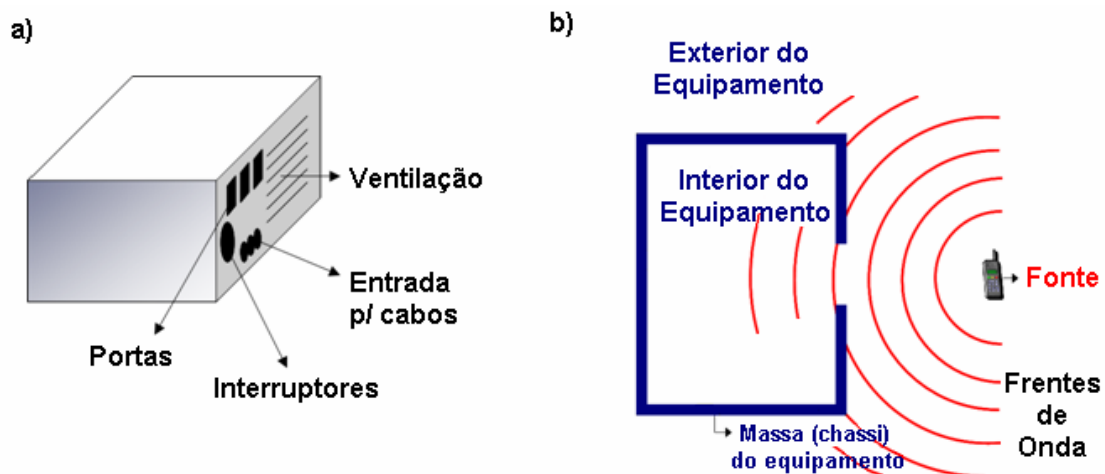 a)
Ventilação
Entrada
p/ cabos
Portas
Interruptores
b)
Exterior do
Equipamento
Interior do
Equipamento
Fonte
Frentes
de
Onda
Massa (chassi)
do equipamento